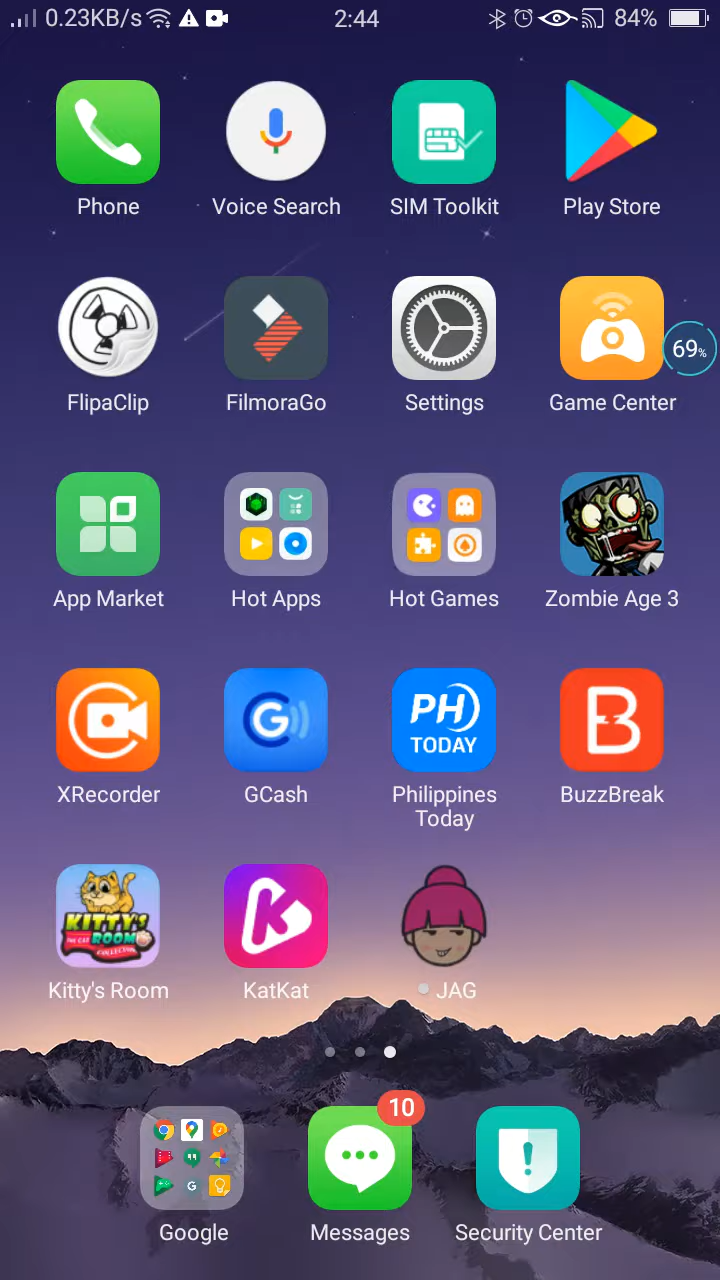 0.23KB/s 2:44 84%
Phone Voice Search SIM Toolkit Play Store
69%
FlipaClip FilmoraGo Settings Game Center
App Market Hot Apps Hot Games Zombie Age 3
PH
TODAY
B
XRecorder GCash Philippines Today BuzzBreak
KITTY'S
ROOM
Kitty's Room KatKat JAG
10
Google Messages Security Center